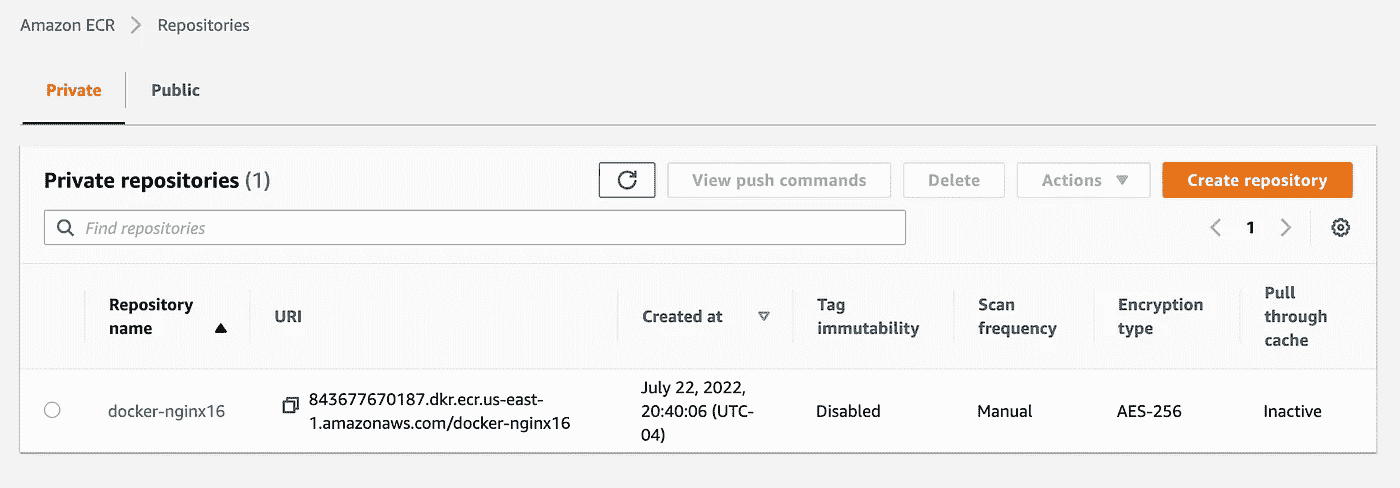 Amazon ECR > Repositories
Private Public
Private repositories (1) View push commands Delete Actions Create repository
Find repositories 1
Repository name URI Created at Tag immutability Scan frequency Encryption type Pull through cache
docker-nginx16 843677670187.dkr.ecr.us-east-1.amazonaws.com/docker-nginx16 July 22, 2022, 20:40:06 (UTC-04) Disabled Manual AES-256 Inactive